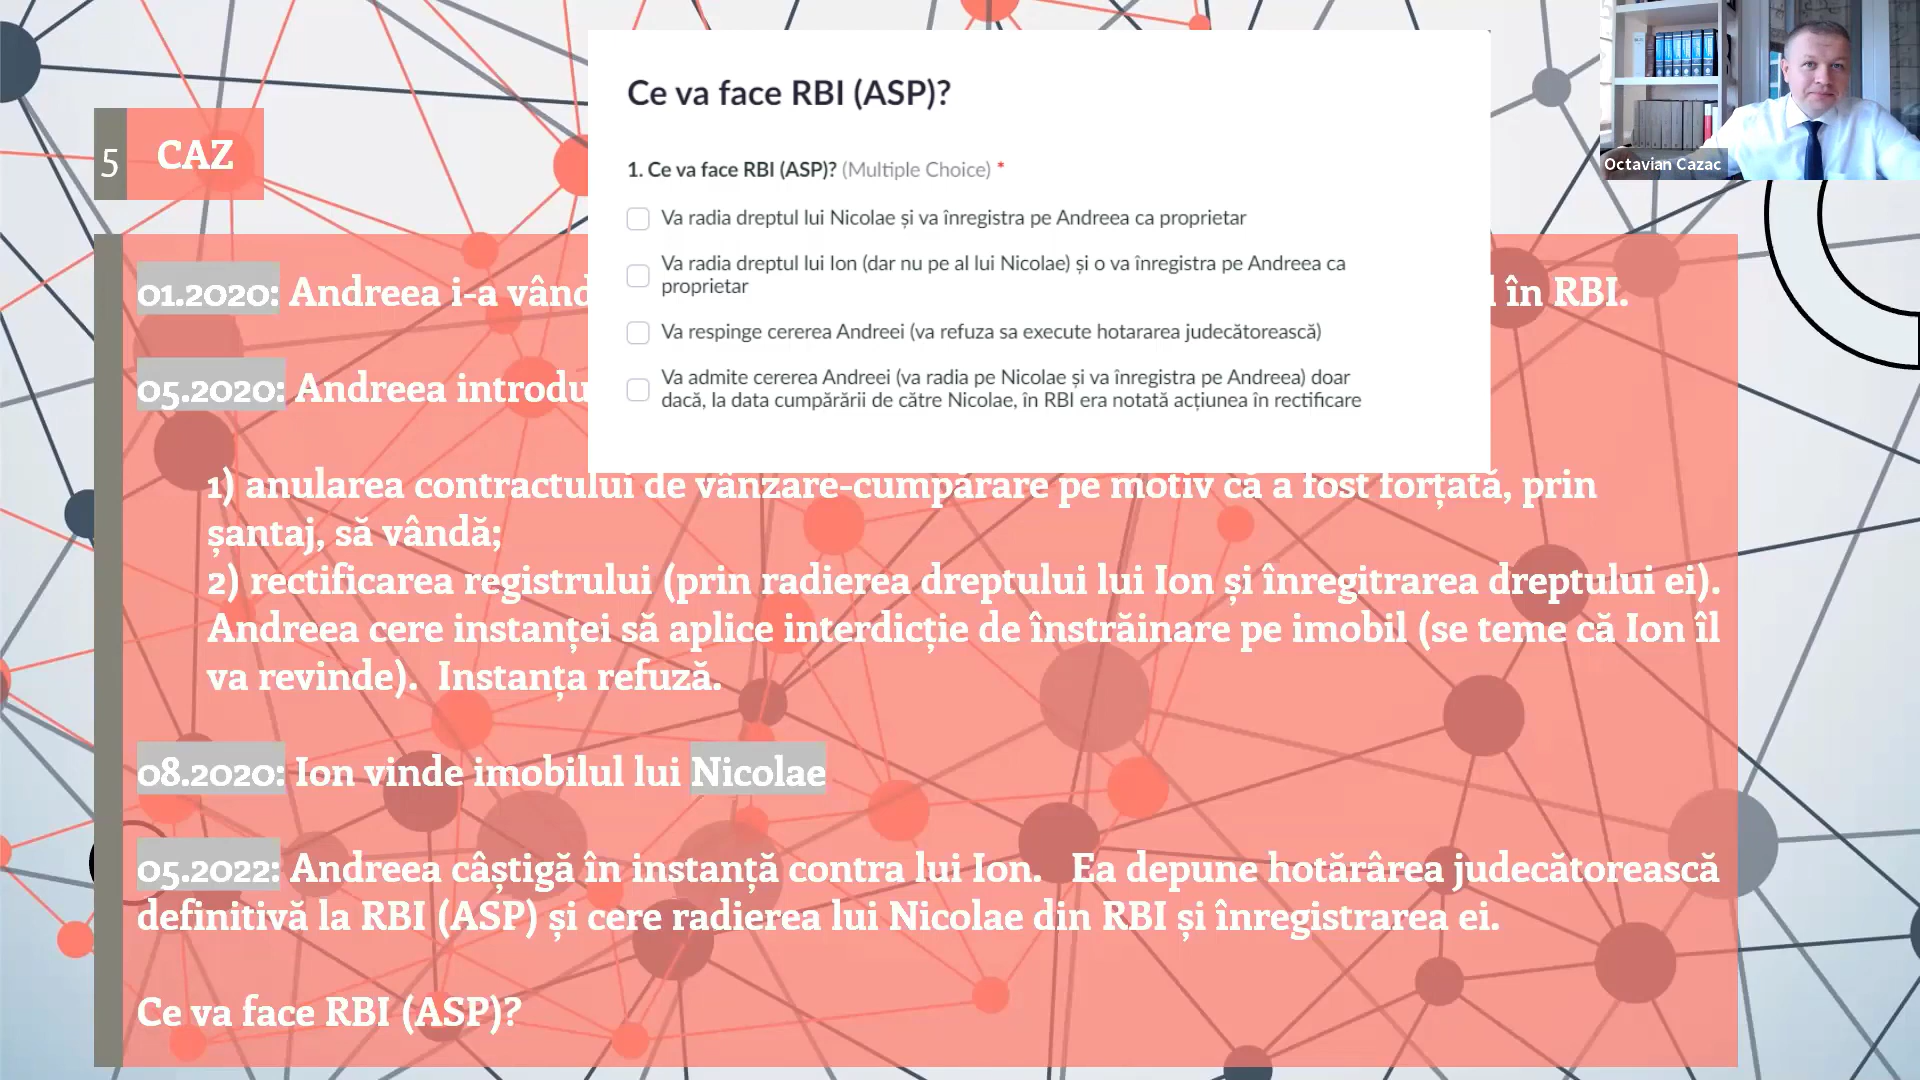 Ce va face RBI (ASP)?
1. Ce va face RBI (ASP)? (Multiple Choice) *
Va radia dreptul lui Nicolae și va înregistra pe Andreea ca proprietar
Va radia dreptul lui Ion (dar nu pe al lui Nicolae) și o va înregistra pe Andreea ca
proprietar
Va respinge cererea Andreei (va refuza sa execute hotararea judecătorească)
Va admite cererea Andreei (va radia pe Nicolae și va înregistra pe Andreea) doar
dacă, la data cumpărării de către Nicolae, în RBI era notată acțiunea în rectificare
Octavian Cazac
5
CAZ
01.2020: Andreea i-a vând în RBI.
05.2020: Andreea introdu
1) anularea contractului de vânzare-cumpărare pe motiv că a fost forțată, prin
șantaj, să vândă;
2) rectificarea registrului (prin radierea dreptului lui Ion și înregitrarea dreptului ei).
Andreea cere instanței să aplice interdicție de înstrăinare pe imobil (se teme că Ion îl
va revinde). Instanța refuză.
08.2020: Ion vinde imobilul lui Nicolae
05.2022: Andreea câștigă în instanță contra lui Ion. Ea depune hotărârea judecătorească
definitivă la RBI (ASP) și cere radierea lui Nicolae din RBI și înregistrarea ei.
Ce va face RBI (ASP)?